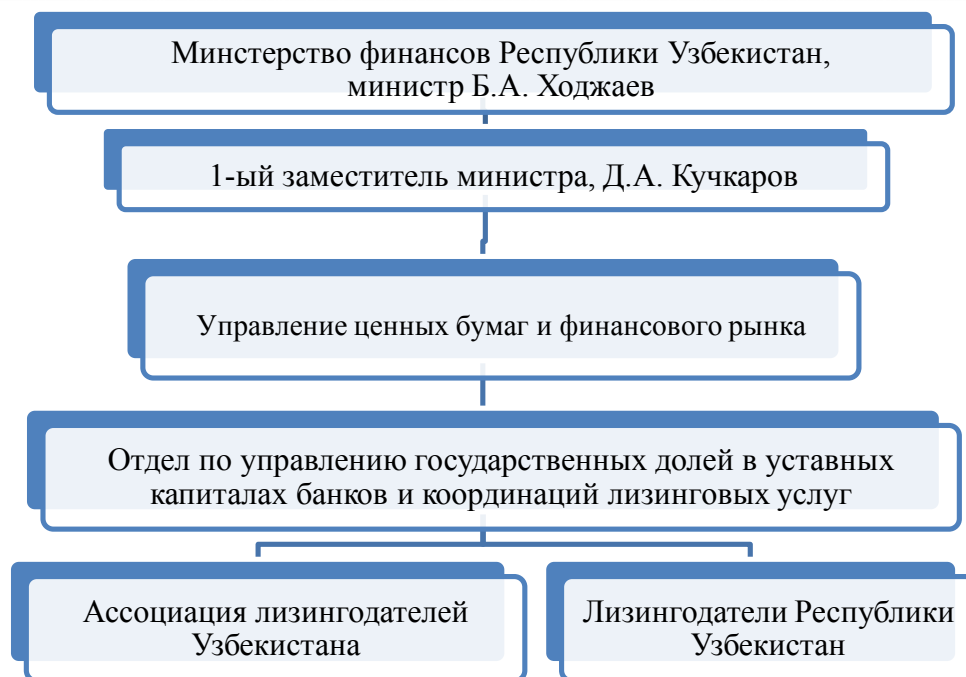 Минстерство финансов Республики Узбекистан,
министр Б.А. Ходжаев
1-ый заместитель министра, Д.А. Кучкаров
Управление ценных бумаг и финансового рынка
Отдел по управлению государственных долей в уставных
капиталах банков и координаций лизинговых услуг
Ассоциация лизингодателей
Узбекистана
Лизингодатели Республики
Узбекистан